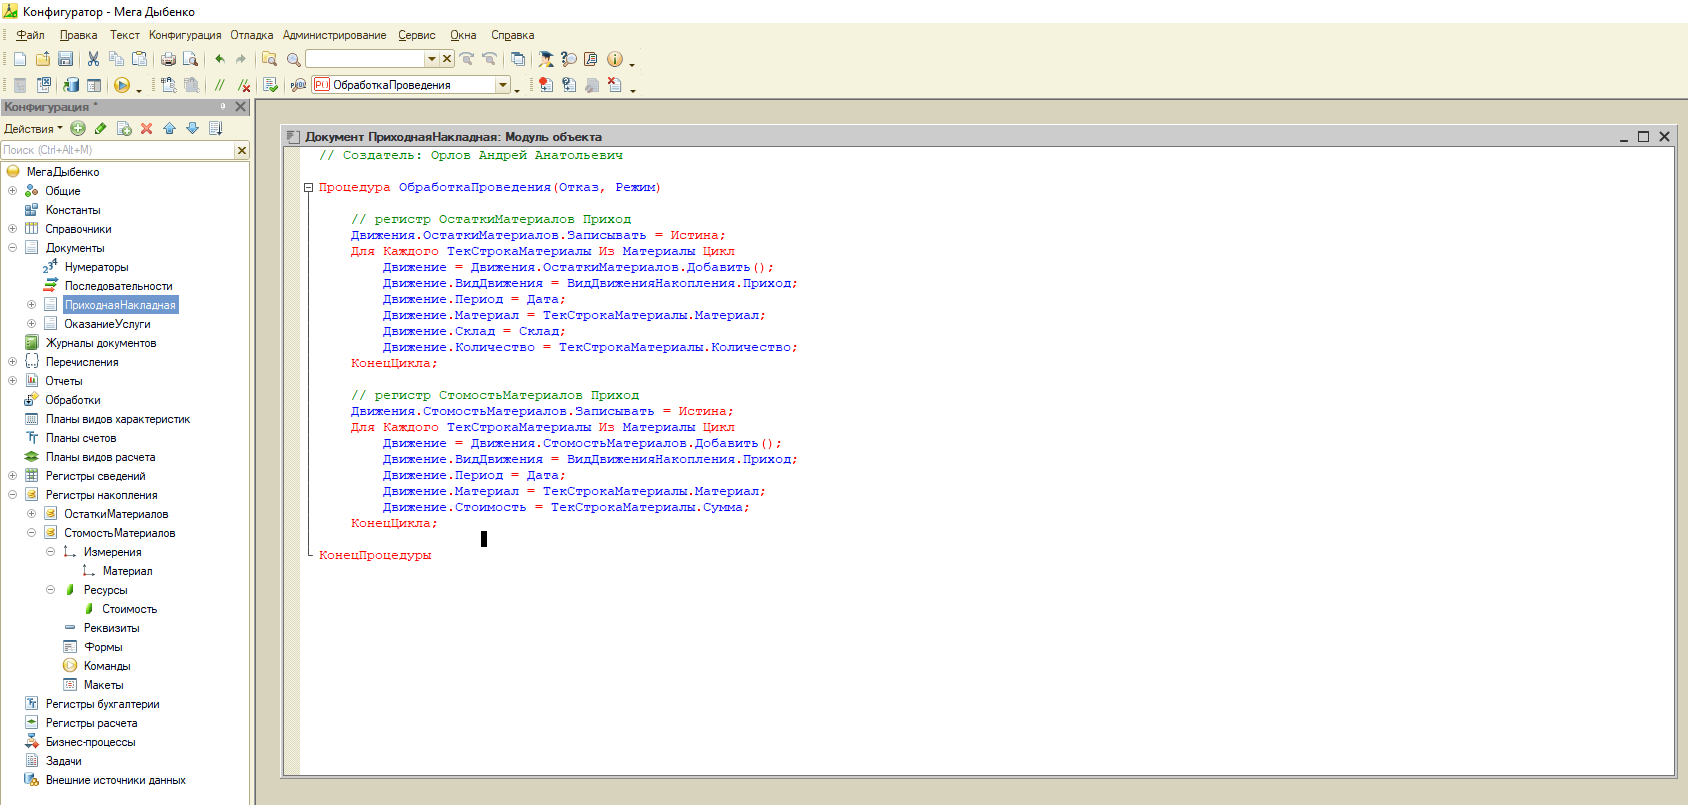 Конфигуратор - Мега Дыбенко
Файл Правка Текст Конфигурация Отладка Администрирование Сервис Окна Справка
ОбработкаПроведения
Конфигурация *
Действия
Поиск (Ctrl+Alt+M)
МегаДыбенко
Общие
Константы
Справочники
Документы
Нумераторы
Последовательности
ПриходнаяНакладная
ОказаниеУслуги
Журналы документов
Перечисления
Отчеты
Обработки
Планы видов характеристик
Планы счетов
Планы видов расчета
Регистры сведений
Регистры накопления
ОстаткиМатериалов
СтомостьМатериалов
Измерения
Материал
Ресурсы
Стоимость
Реквизиты
Формы
Команды
Макеты
Регистры бухгалтерии
Регистры расчета
Бизнес-процессы
Задачи
Внешние источники данных
Документ ПриходнаяНакладная: Модуль объекта
// Создатель: Орлов Андрей Анатольевич
Процедура ОбработкаПроведения(Отказ, Режим)
// регистр ОстаткиМатериалов Приход
Движения.ОстаткиМатериалов.Записывать = Истина;
Для Каждого ТекСтрокаМатериалы Из Материалы Цикл
Движение = Движения.ОстаткиМатериалов.Добавить();
Движение.ВидДвижения = ВидДвиженияНакопления.Приход;
Движение.Период = Дата;
Движение.Материал = ТекСтрокаМатериалы.Материал;
Движение.Склад = Склад;
Движение.Количество = ТекСтрокаМатериалы.Количество;
КонецЦикла;
// регистр СтомостьМатериалов Приход
Движения.СтомостьМатериалов.Записывать = Истина;
Для Каждого ТекСтрокаМатериалы Из Материалы Цикл
Движение = Движения.СтомостьМатериалов.Добавить();
Движение.ВидДвижения = ВидДвиженияНакопления.Приход;
Движение.Период = Дата;
Движение.Материал = ТекСтрокаМатериалы.Материал;
Движение.Стоимость = ТекСтрокаМатериалы.Сумма;
КонецЦикла;
КонецПроцедуры